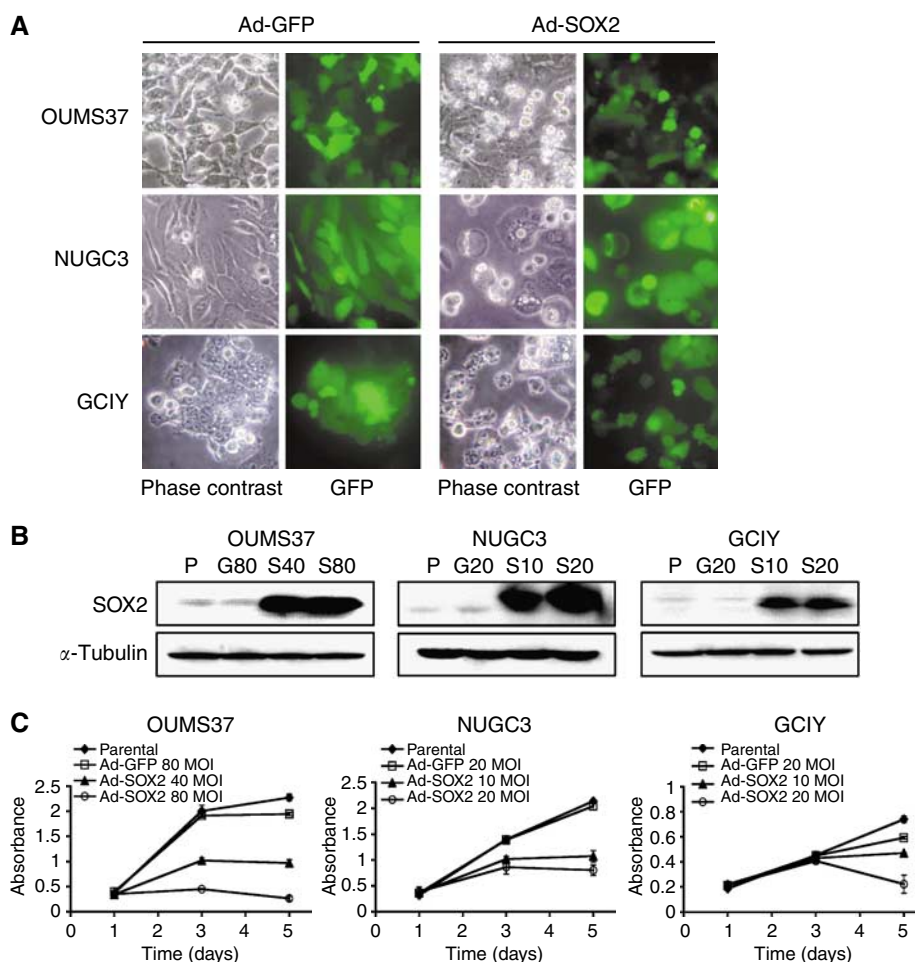 A
Ad-GFP Ad-SOX2
OUMS37
NUGC3
GCIY
Phase contrast GFP Phase contrast GFP
B
OUMS37 NUGC3 GCIY
P G80 S40 S80 P G20 S10 S20 P G20 S10 S20
SOX2
α-Tubulin
C
OUMS37
Parental
Ad-GFP 80 MOI
Ad-SOX2 40 MOI
Ad-SOX2 80 MOI
Absorbance
2.5
2
1.5
1
0.5
0
0 1 2 3 4 5
Time (days)
NUGC3
Parental
Ad-GFP 20 MOI
Ad-SOX2 10 MOI
Ad-SOX2 20 MOI
Absorbance
2.5
2
1.5
1
0.5
0
0 1 2 3 4 5
Time (days)
GCIY
Parental
Ad-GFP 20 MOI
Ad-SOX2 10 MOI
Ad-SOX2 20 MOI
Absorbance
1
0.8
0.6
0.4
0.2
0 1 2 3 4 5
Time (days)